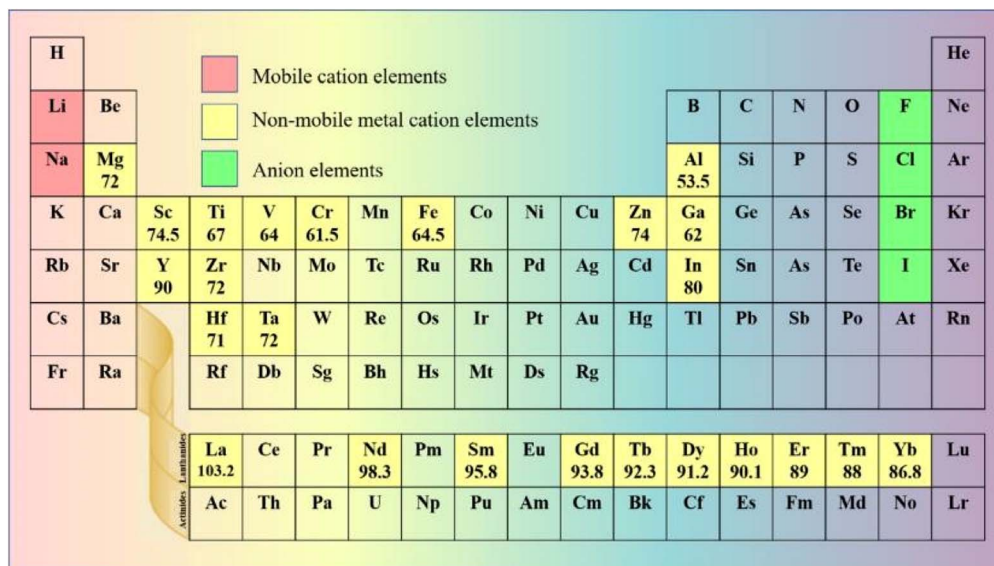 H He
Mobile cation elements
Li Be Non-mobile metal cation elements B C N O F Ne
Na Mg Anion elements Al Si P S Cl Ar
72 53.5
K Ca Sc Ti V Cr Mn Fe Co Ni Cu Zn Ga Ge As Se Br Kr
74.5 67 64 61.5 64.5 74 62
Rb Sr Y Zr Nb Mo Tc Ru Rh Pd Ag Cd In Sn As Te I Xe
90 72 80
Cs Ba Hf Ta W Re Os Ir Pt Au Hg Tl Pb Sb Po At Rn
71 72
Fr Ra Rf Db Sg Bh Hs Mt Ds Rg
Lanthanides La Ce Pr Nd Pm Sm Eu Gd Tb Dy Ho Er Tm Yb Lu
103.2 98.3 95.8 93.8 92.3 91.2 90.1 89 88 86.8
Actinides Ac Th Pa U Np Pu Am Cm Bk Cf Es Fm Md No Lr